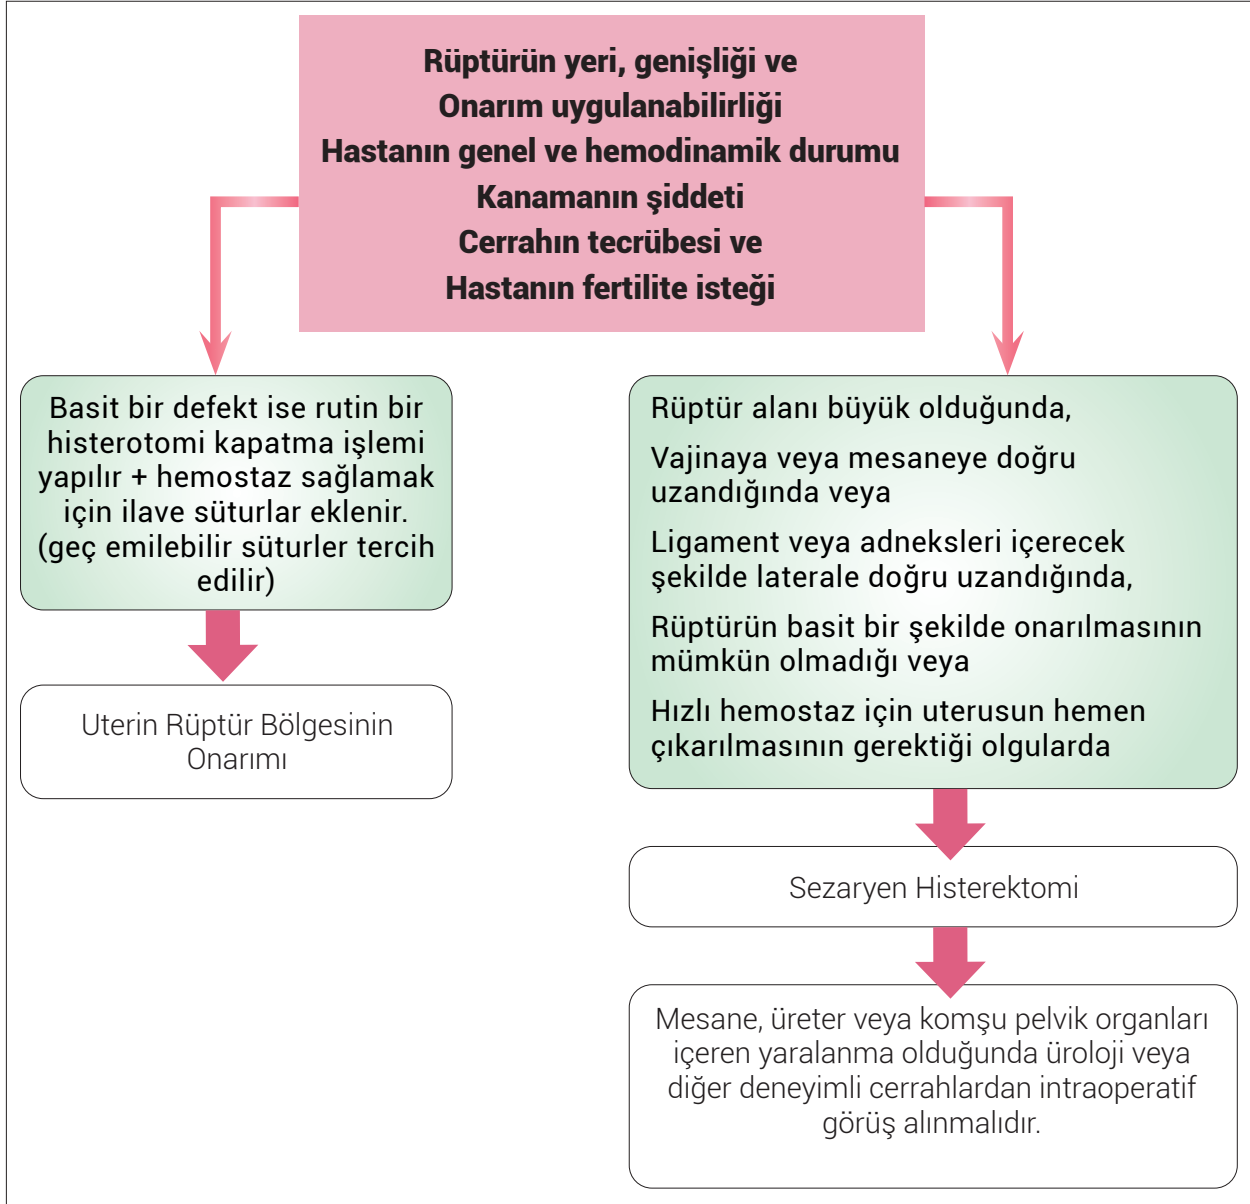 Rüptürün yeri, genişliği ve
Onarım uygulanabilirliği
Hastanın genel ve hemodinamik durumu
Kanamanın şiddeti
Cerrahın tecrübesi ve
Hastanın fertilite isteği
Basit bir defekt ise rutin bir
histerotomi kapatma işlemi
yapılır + hemostaz sağlamak
için ilave süturlar eklenir.
(geç emilebilir süturler tercih
edilir)
Uterin Rüptür Bölgesinin
Onarımı
Rüptür alanı büyük olduğunda,
Vajinaya veya mesaneye doğru
uzandığında veya
Ligament veya adneksleri içerecek
şekilde laterale doğru uzandığında,
Rüptürün basit bir şekilde onarılmasının
mümkün olmadığı veya
Hızlı hemostaz için uterusun hemen
çıkarılmasının gerektiği olgularda
Sezaryen Histerektomi
Mesane, üreter veya komşu pelvik organları
içeren yaralanma olduğunda üroloji veya
diğer deneyimli cerrahlardan intraoperatif
görüş alınmalıdır.